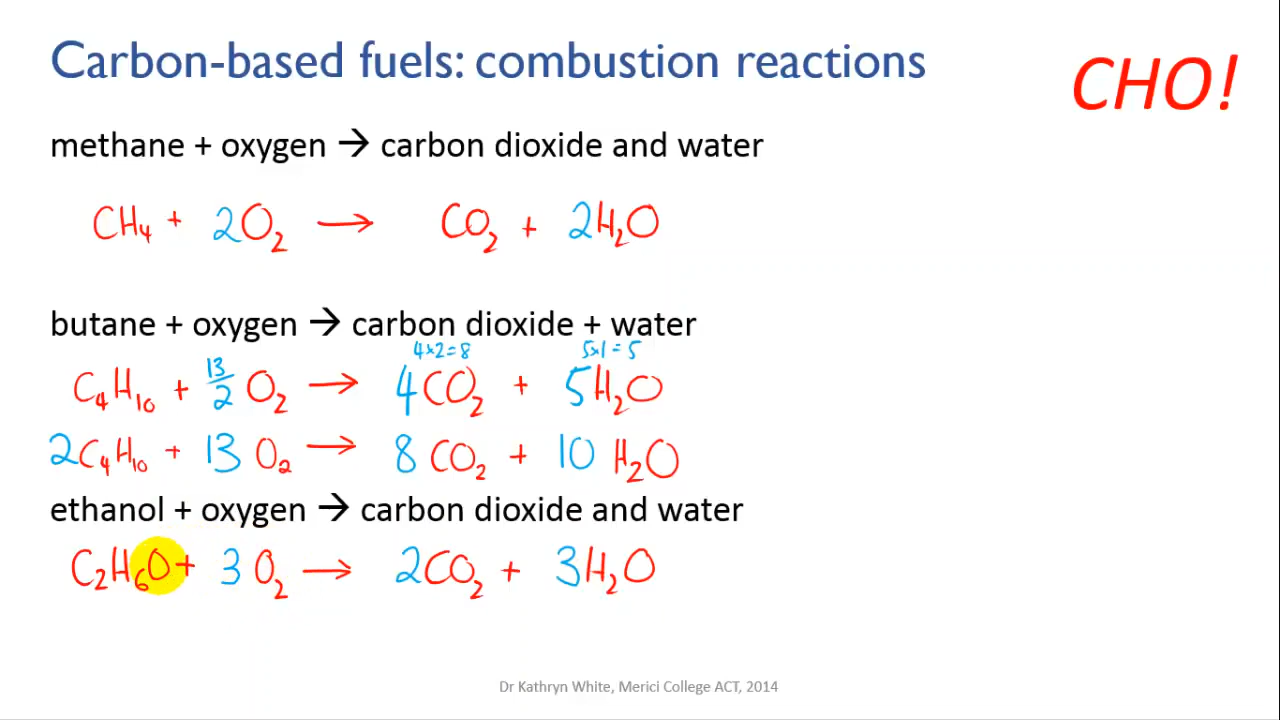 Carbon-based fuels: combustion reactions
CHO!
methane + oxygen → carbon dioxide and water
CH₄ + 2O₂ → CO₂ + 2H₂O
butane + oxygen → carbon dioxide + water
4×2=8 5×1=5
C₄H₁₀ + 13/2 O₂ → 4CO₂ + 5H₂O
2C₄H₁₀ + 13 O₂ → 8 CO₂ + 10 H₂O
ethanol + oxygen → carbon dioxide and water
C₂H₆O + 3 O₂ → 2CO₂ + 3H₂O
Dr Kathryn White, Merici College ACT, 2014